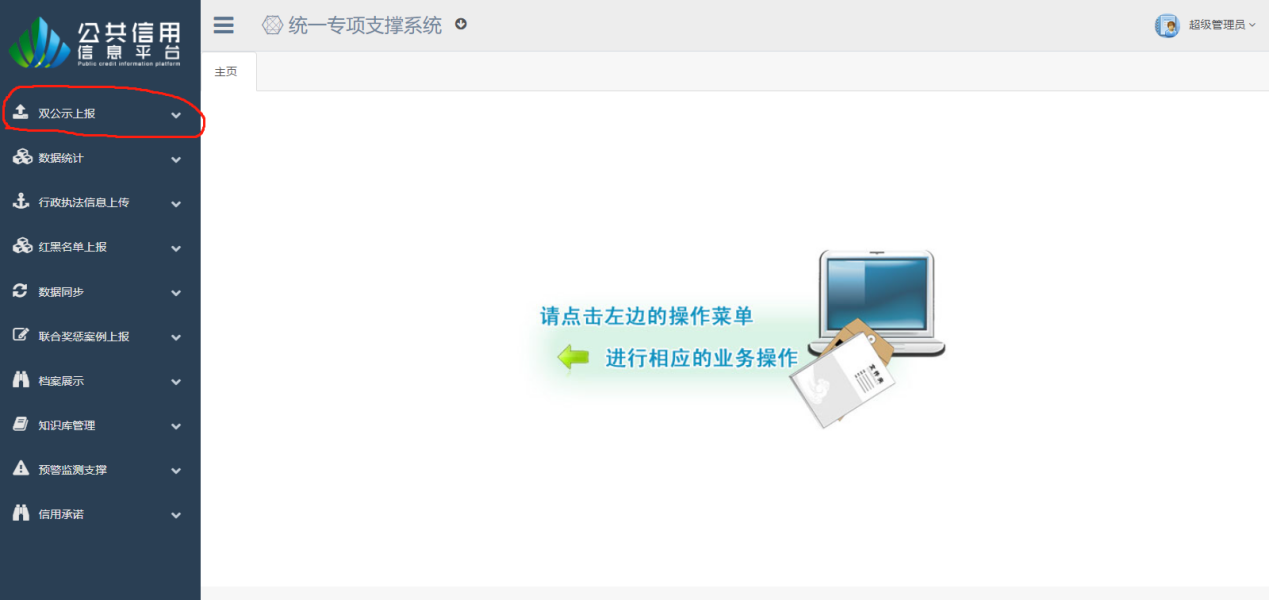 公共信用
信息平台
Public credit information platform
统一专项支撑系统
超级管理员
主页
双公示上报
数据统计
行政执法信息上传
红黑名单上报
数据同步
联合奖惩案例上报
档案展示
知识库管理
预警监测支撑
信用承诺
请点击左边的操作菜单
进行相应的业务操作
文件夹